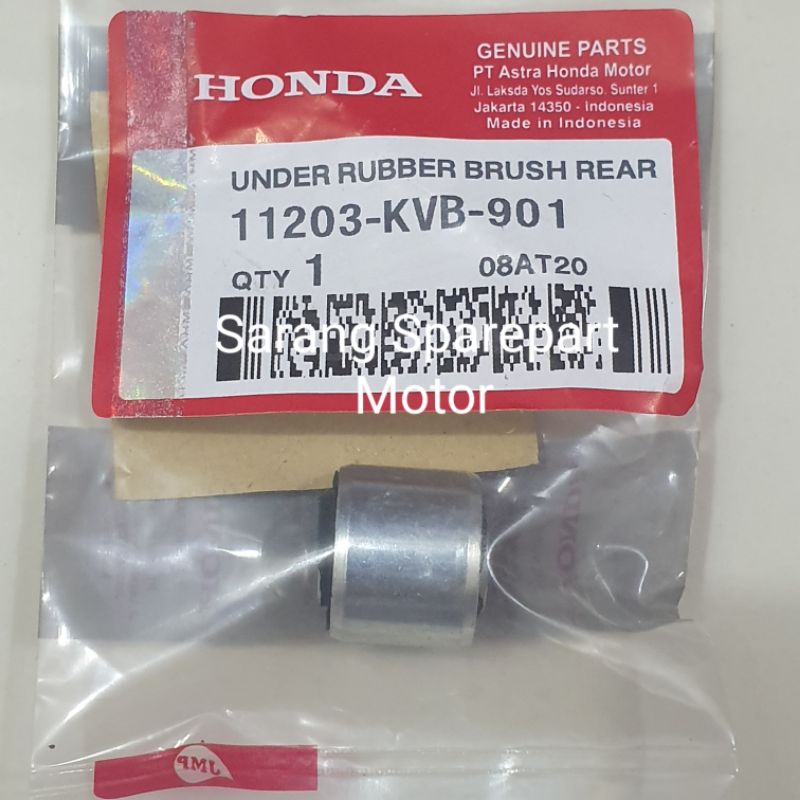 HONDA
GENUINE PARTS
PT Astra Honda Motor
Jl. Laksda Yos Sudarso. Sunter 1
Jakarta 14350 - Indonesia
Made in Indonesia
UNDER RUBBER BRUSH REAR
11203-KVB-901
QTY 1 08AT20
Sarang Sparepart
Motor
JMP